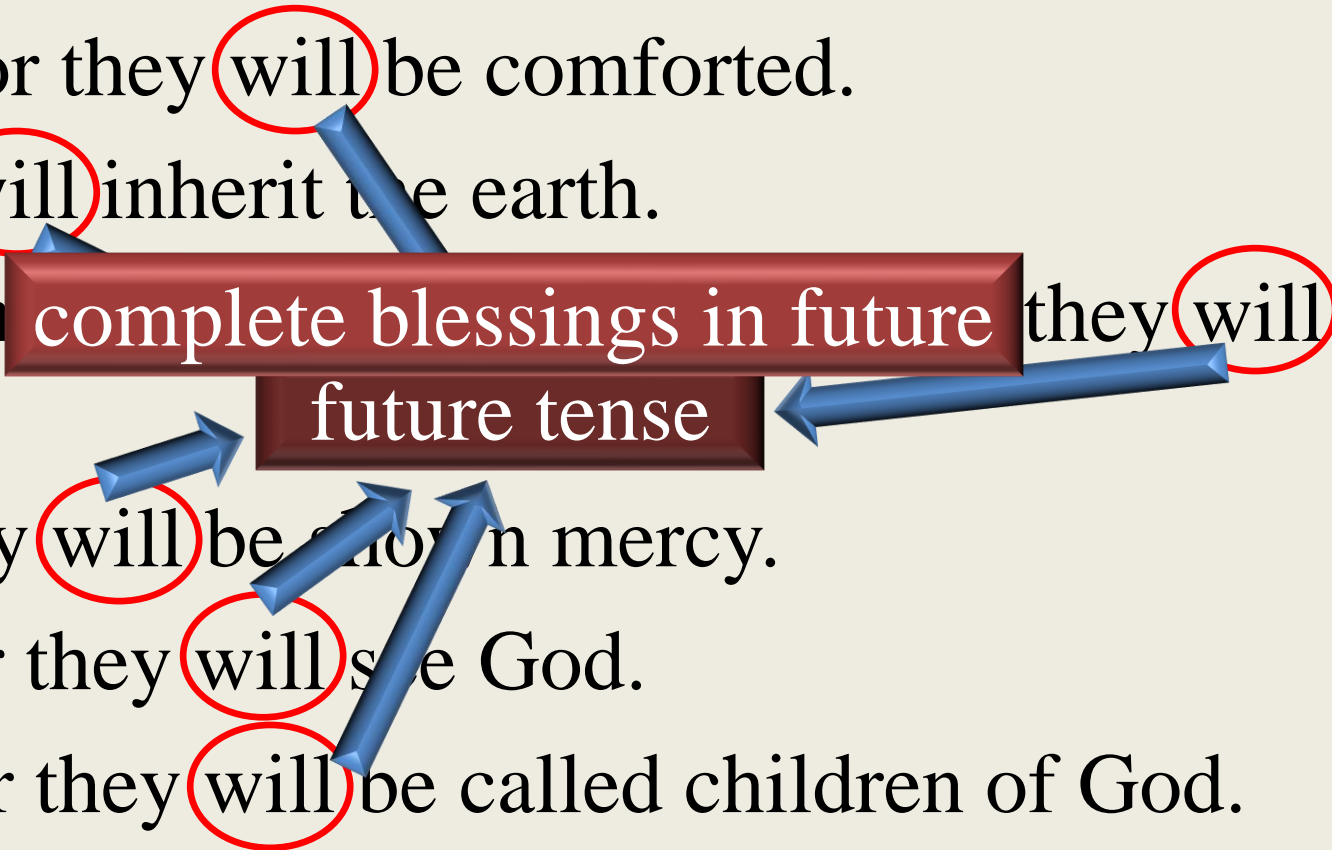 they will be comforted.
will inherit the earth.
complete blessings in future they will
future tense
will be shown mercy.
they will see God.
they will be called children of God.